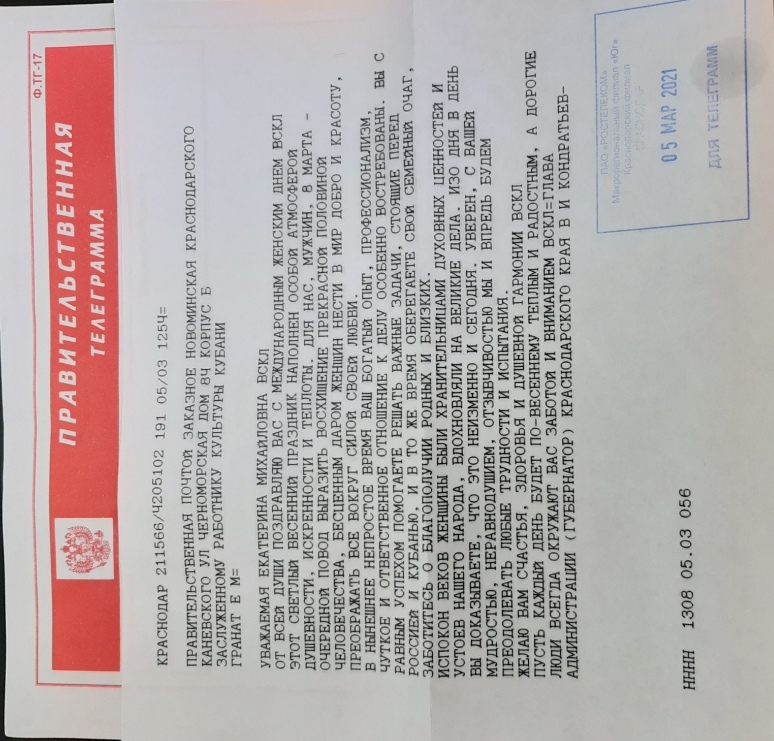 Ф.ТГ-17
ПРАВИТЕЛЬСТВЕННАЯ
ТЕЛЕГРАММА
КРАСНОДАР 211566/Ч205102 191 05/03 1254=
ПРАВИТЕЛЬСТВЕННАЯ ПОЧТОЙ ЗАКАЗНОЕ НОВОМИНСКАЯ КРАСНОДАРСКОГО
КАНЕВСКОГО УЛ ЧЕРНОМОРСКАЯ ДОМ 84 КОРПУС Б
ЗАСЛУЖЕННОМУ РАБОТНИКУ КУЛЬТУРЫ КУБАНИ
ГРАНАТ Е М=
УВАЖАЕМАЯ ЕКАТЕРИНА МИХАЙЛОВНА ВСКЛ
ОТ ВСЕЙ ДУШИ ПОЗДРАВЛЯЮ ВАС С МЕЖДУНАРОДНЫМ ЖЕНСКИМ ДНЕМ ВСКЛ
ЭТОТ СВЕТЛЫЙ ВЕСЕННИЙ ПРАЗДНИК НАПОЛНЕН ОСОБОЙ АТМОСФЕРОЙ
ДУШЕВНОСТИ, ИСКРЕННОСТИ И ТЕПЛОТЫ. ДЛЯ НАС, МУЖЧИН, 8 МАРТА –
ОЧЕРЕДНОЙ ПОВОД ВЫРАЗИТЬ ВОСХИЩЕНИЕ ПРЕКРАСНОЙ ПОЛОВИНОЙ
ЧЕЛОВЕЧЕСТВА, БЕСЦЕННЫМ ДАРОМ ЖЕНЩИН НЕСТИ В МИР ДОБРО И КРАСОТУ,
ПРЕОБРАЖАТЬ ВСЕ ВОКРУГ СИЛОЙ СВОЕЙ ЛЮБВИ.
В НЫНЕШНЕЕ НЕПРОСТОЕ ВРЕМЯ ВАШ БОГАТЫЙ ОПЫТ, ПРОФЕССИОНАЛИЗМ,
ЧУТКОЕ И ОТВЕТСТВЕННОЕ ОТНОШЕНИЕ К ДЕЛУ ОСОБЕННО ВОСТРЕБОВАНЫ. ВЫ С
РАВНЫМ УСПЕХОМ ПОМОГАЕТЕ РЕШАТЬ ВАЖНЫЕ ЗАДАЧИ, СТОЯЩИЕ ПЕРЕД
РОССИЕЙ И КУБАНЬЮ, И В ТО ЖЕ ВРЕМЯ ОБЕРЕГАЕТЕ СВОЙ СЕМЕЙНЫЙ ОЧАГ,
ЗАБОТИТЕСЬ О БЛАГОПОЛУЧИИ РОДНЫХ И БЛИЗКИХ.
ИСПОКОН ВЕКОВ ЖЕНЩИНЫ БЫЛИ ХРАНИТЕЛЬНИЦАМИ ДУХОВНЫХ ЦЕННОСТЕЙ И
УСТОЕВ НАШЕГО НАРОДА, ВДОХНОВЛЯЛИ НА ВЕЛИКИЕ ДЕЛА. ИЗО ДНЯ В ДЕНЬ
ВЫ ДОКАЗЫВАЕТЕ, ЧТО ЭТО НЕИЗМЕННО И СЕГОДНЯ. УВЕРЕН, С ВАШЕЙ
МУДРОСТЬЮ, НЕРАВНОДУШИЕМ, ОТЗЫВЧИВОСТЬЮ МЫ И ВПРЕДЬ БУДЕМ
ПРЕОДОЛЕВАТЬ ЛЮБЫЕ ТРУДНОСТИ И ИСПЫТАНИЯ.
ЖЕЛАЮ ВАМ СЧАСТЬЯ, ЗДОРОВЬЯ И ДУШЕВНОЙ ГАРМОНИИ ВСКЛ
ПУСТЬ КАЖДЫЙ ДЕНЬ БУДЕТ ПО-ВЕСЕННЕМУ ТЕПЛЫМ И РАДОСТНЫМ, А ДОРОГИЕ
ЛЮДИ ВСЕГДА ОКРУЖАЮТ ВАС ЗАБОТОЙ И ВНИМАНИЕМ ВСКЛ=ГЛАВА
АДМИНИСТРАЦИИ (ГУБЕРНАТОР) КРАСНОДАРСКОГО КРАЯ В И КОНДРАТЬЕВ-
НННН 1308 05.03 056
ПАО «РОСТЕЛЕКОМ»
Макрорегиональный филиал «Юг»
Краснодарский филиал
05 МАР 2021
ДЛЯ ТЕЛЕГРАММ